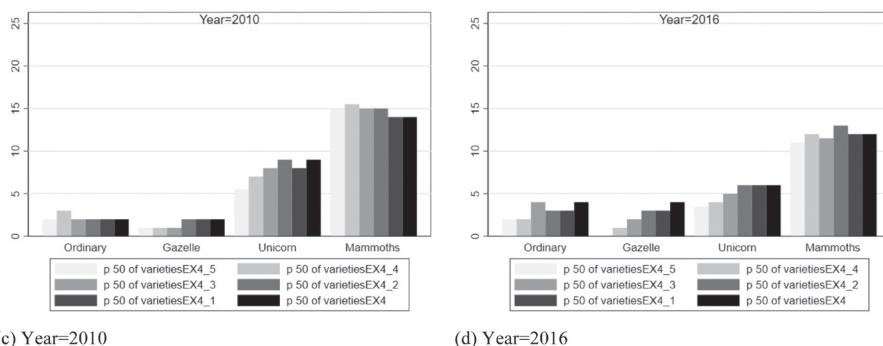 Year=2010
25
20
15
10
5
0
Ordinary Gazelle Unicorn Mammoths
p 50 of varietiesEX4_5 p 50 of varietiesEX4_4
p 50 of varietiesEX4_3 p 50 of varietiesEX4_2
p 50 of varietiesEX4_1 p 50 of varietiesEX4
c) Year=2010
Year=2016
25
20
15
10
5
0
Ordinary Gazelle Unicorn Mammoths
p 50 of varietiesEX4_5 p 50 of varietiesEX4_4
p 50 of varietiesEX4_3 p 50 of varietiesEX4_2
p 50 of varietiesEX4_1 p 50 of varietiesEX4
(d) Year=2016